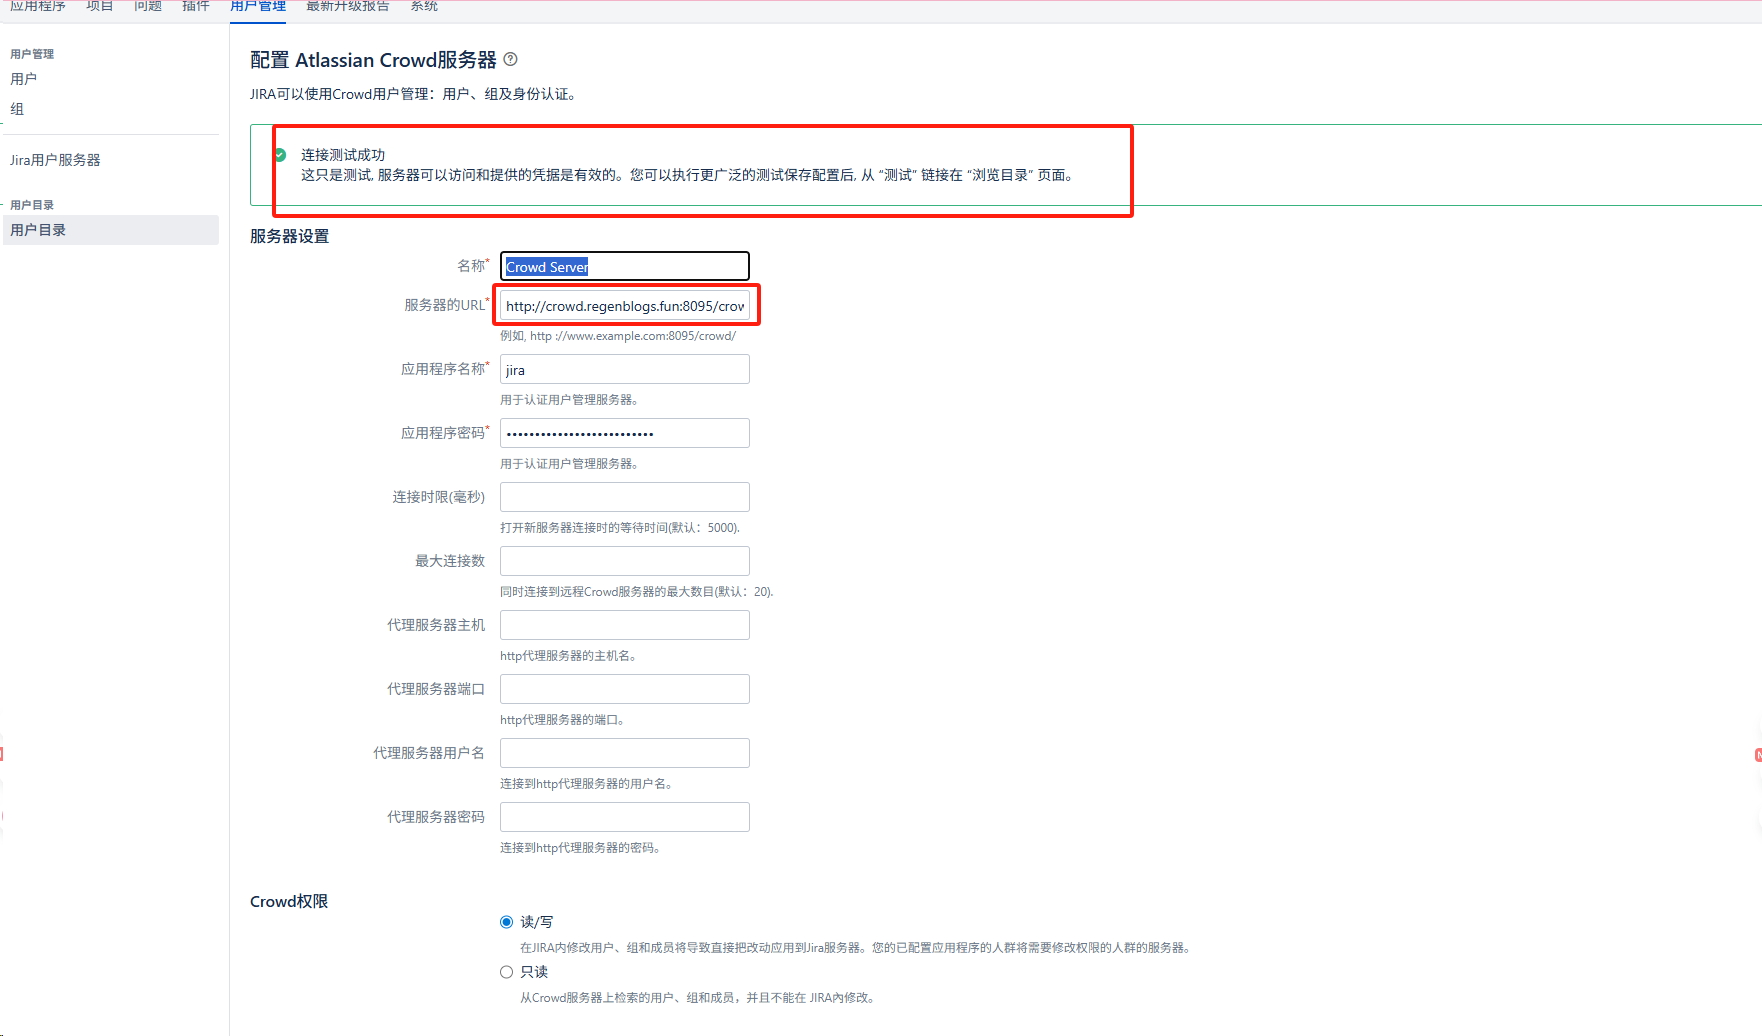 应用程序 项目 问题 插件 用户管理 最新升级报告 系统
用户管理
用户
组
Jira用户服务器
用户目录
用户目录
配置 Atlassian Crowd服务器
JIRA可以使用Crowd用户管理：用户、组及身份认证。
连接测试成功
这只是测试, 服务器可以访问和提供的凭据是有效的。您可以执行更广泛的测试保存配置后, 从 “测试” 链接在 “浏览目录” 页面。
服务器设置
名称* Crowd Server
服务器的URL* http://crowd.regenblogs.fun:8095/crow
例如, http ://www.example.com:8095/crowd/
应用程序名称* jira
用于认证用户管理服务器。
应用程序密码* ••••••••••••••••••••••••••
用于认证用户管理服务器。
连接时限(毫秒)
打开新服务器连接时的等待时间(默认：5000).
最大连接数
同时连接到远程Crowd服务器的最大数目(默认：20).
代理服务器主机
http代理服务器的主机名。
代理服务器端口
http代理服务器的端口。
代理服务器用户名
连接到http代理服务器的用户名。
代理服务器密码
连接到http代理服务器的密码。
Crowd权限
读/写
在JIRA内修改用户、组和成员将导致直接把改动应用到Jira服务器。您的已配置应用程序的人群将需要修改权限的人群的服务器。
只读
从Crowd服务器上检索的用户、组和成员，并且不能在 JIRA内修改。